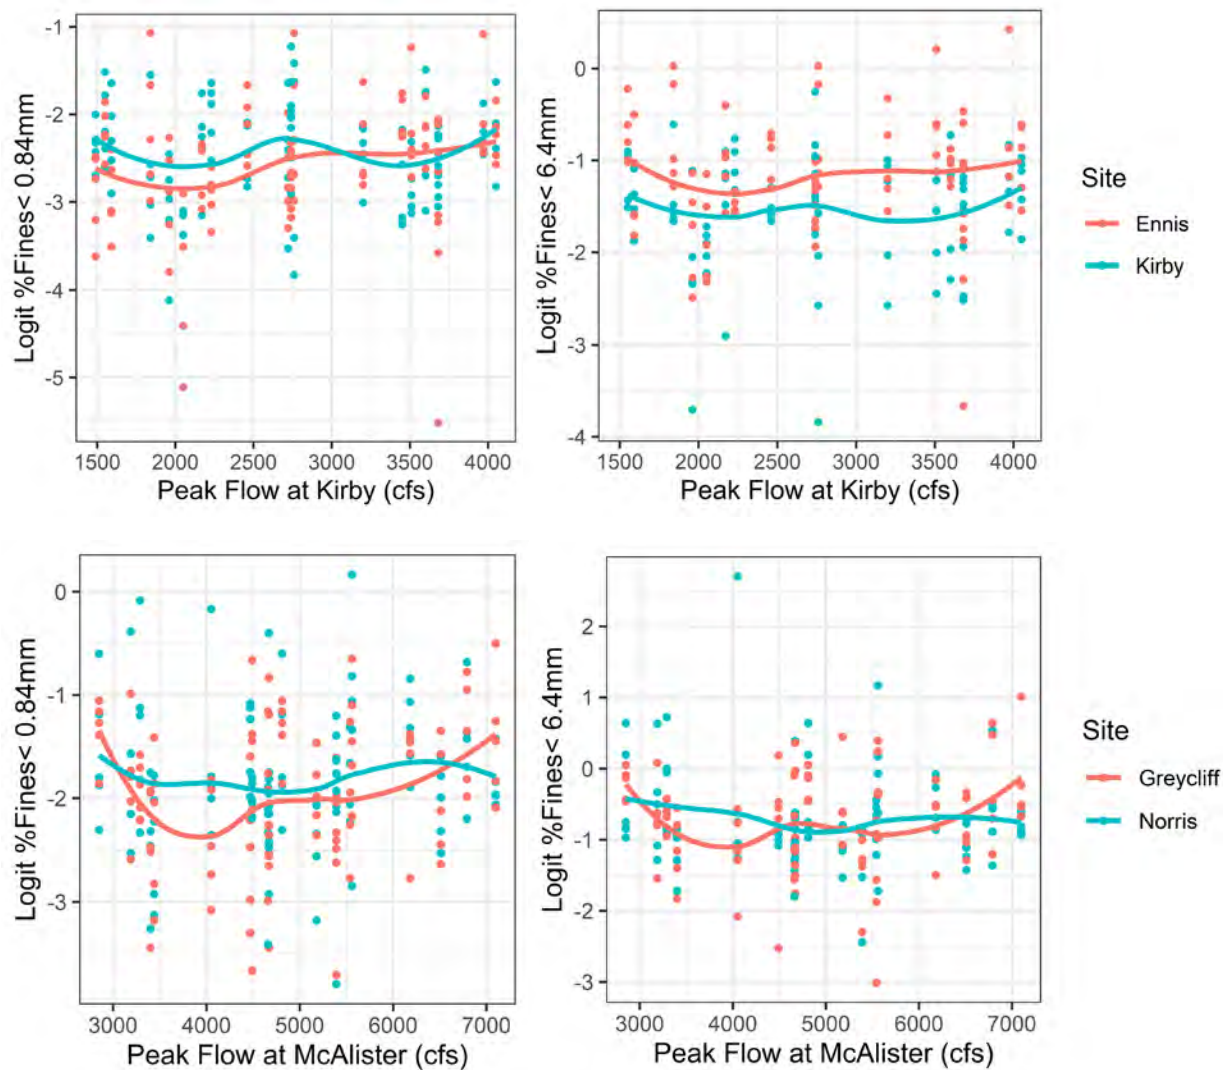 Logit %Fines< 0.84mm
-1
-2
-3
-4
-5
1500 2000 2500 3000 3500 4000
Peak Flow at Kirby (cfs)
Logit %Fines< 6.4mm
0
-1
-2
-3
-4
1500 2000 2500 3000 3500 4000
Peak Flow at Kirby (cfs)
Site
Ennis
Kirby
Logit %Fines< 0.84mm
0
-1
-2
-3
3000 4000 5000 6000 7000
Peak Flow at McAlister (cfs)
Logit %Fines< 6.4mm
2
1
0
-1
-2
-3
3000 4000 5000 6000 7000
Peak Flow at McAlister (cfs)
Site
Greycliff
Norris